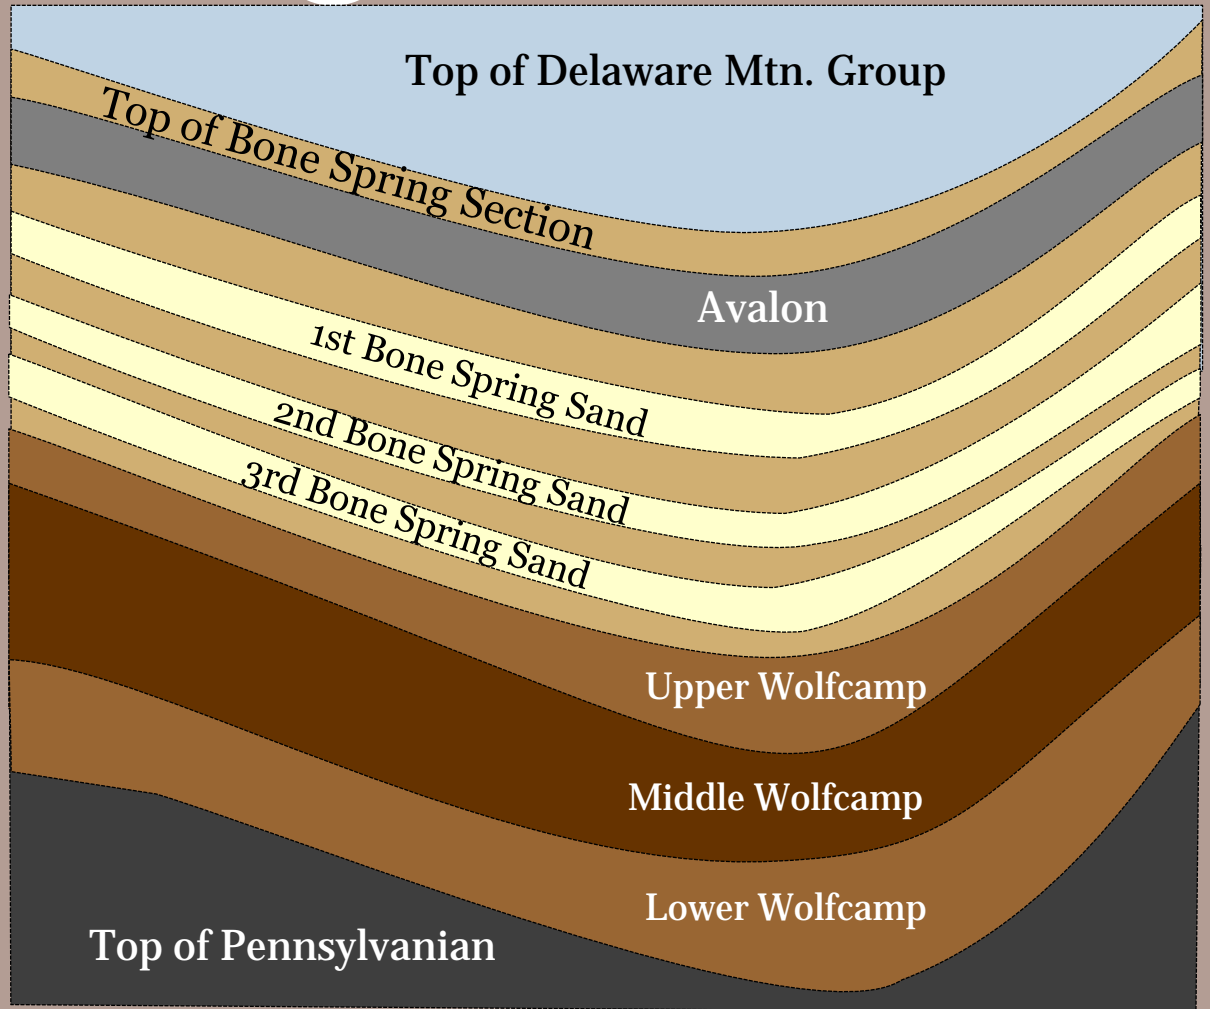 Top of Delaware Mtn. Group
Top of Bone Spring Section
Avalon
1st Bone Spring Sand
2nd Bone Spring Sand
3rd Bone Spring Sand
Upper Wolfcamp
Middle Wolfcamp
Lower Wolfcamp
Top of Pennsylvanian